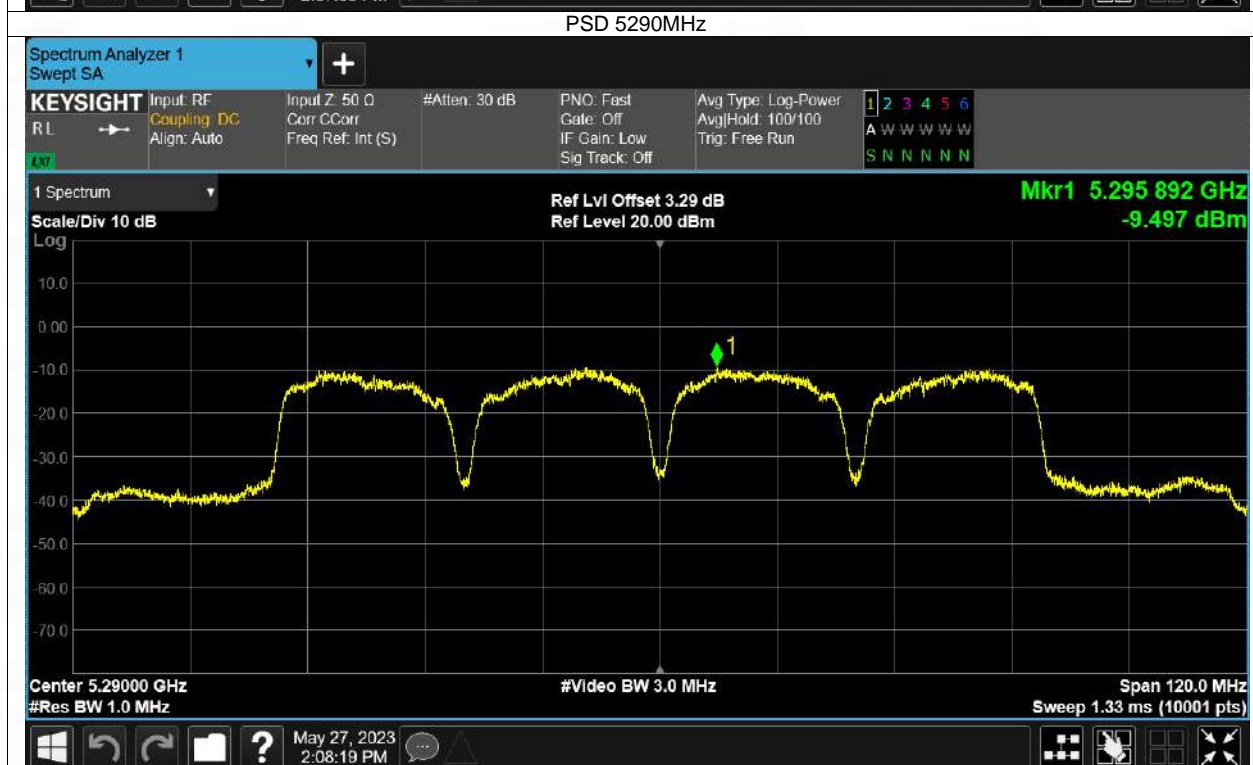 PSD 5290MHz
Spectrum Analyzer 1
Swept SA
+
KEYSIGHT Input: RF Input Z: 50 Ω #Atten: 30 dB PNO: Fast Avg Type: Log-Power 1 2 3 4 5 6
RL Coupling: DC Corr CCorr Gate: Off Avg|Hold: 100/100 A W W W W W
Align: Auto Freq Ref: Int (S) IF Gain: Low Trig: Free Run
LXI Sig Track: Off S N N N N N
1 Spectrum Ref Lvl Offset 3.29 dB Mkr1 5.295 892 GHz
Scale/Div 10 dB Ref Level 20.00 dBm -9.497 dBm
Log
10.0
0.00
1
-10.0
-20.0
-30.0
-40.0
-50.0
-60.0
-70.0
Center 5.29000 GHz #Video BW 3.0 MHz Span 120.0 MHz
#Res BW 1.0 MHz Sweep 1.33 ms (10001 pts)
? May 27, 2023
2:08:19 PM